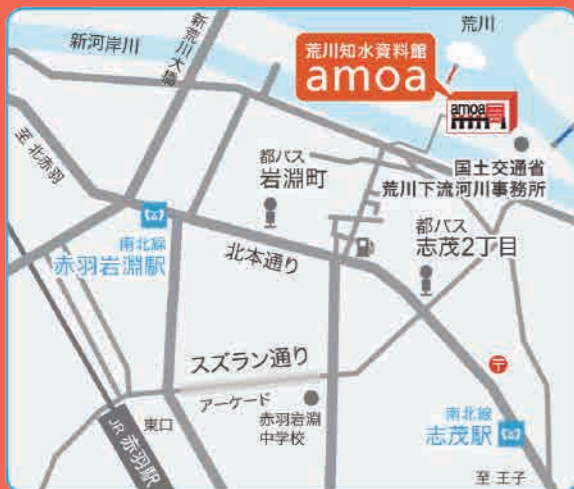 荒川
新河岸川
新荒川大橋
荒川知水資料館
amoa
amoa
至 北赤羽
都バス
岩淵町
国土交通省
荒川下流河川事務所
都バス
志茂2丁目
南北線
赤羽岩淵駅
北本通り
スズラン通り
アーケード
赤羽岩淵
中学校
東口
JR 赤羽駅
南北線
志茂駅
至 王子